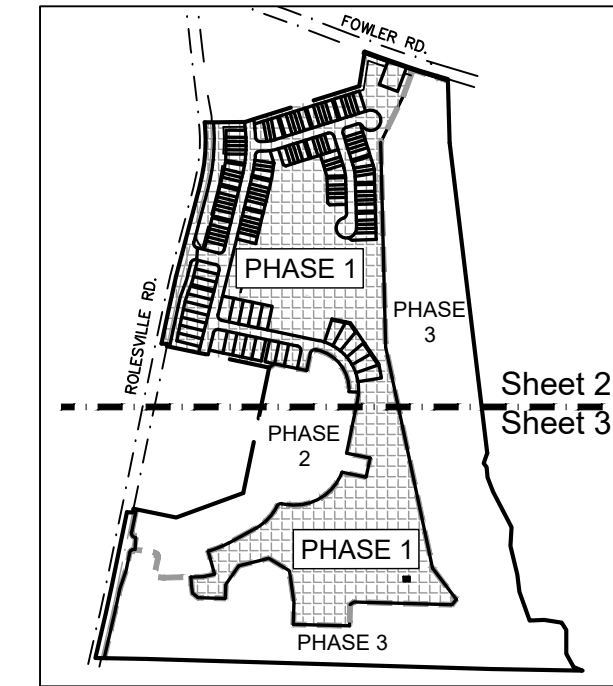 FOWLER RD.
PHASE 1
PHASE
3
ROLESVILLE RD.
Sheet 2
Sheet 3
PHASE
2
PHASE 1
PHASE 3